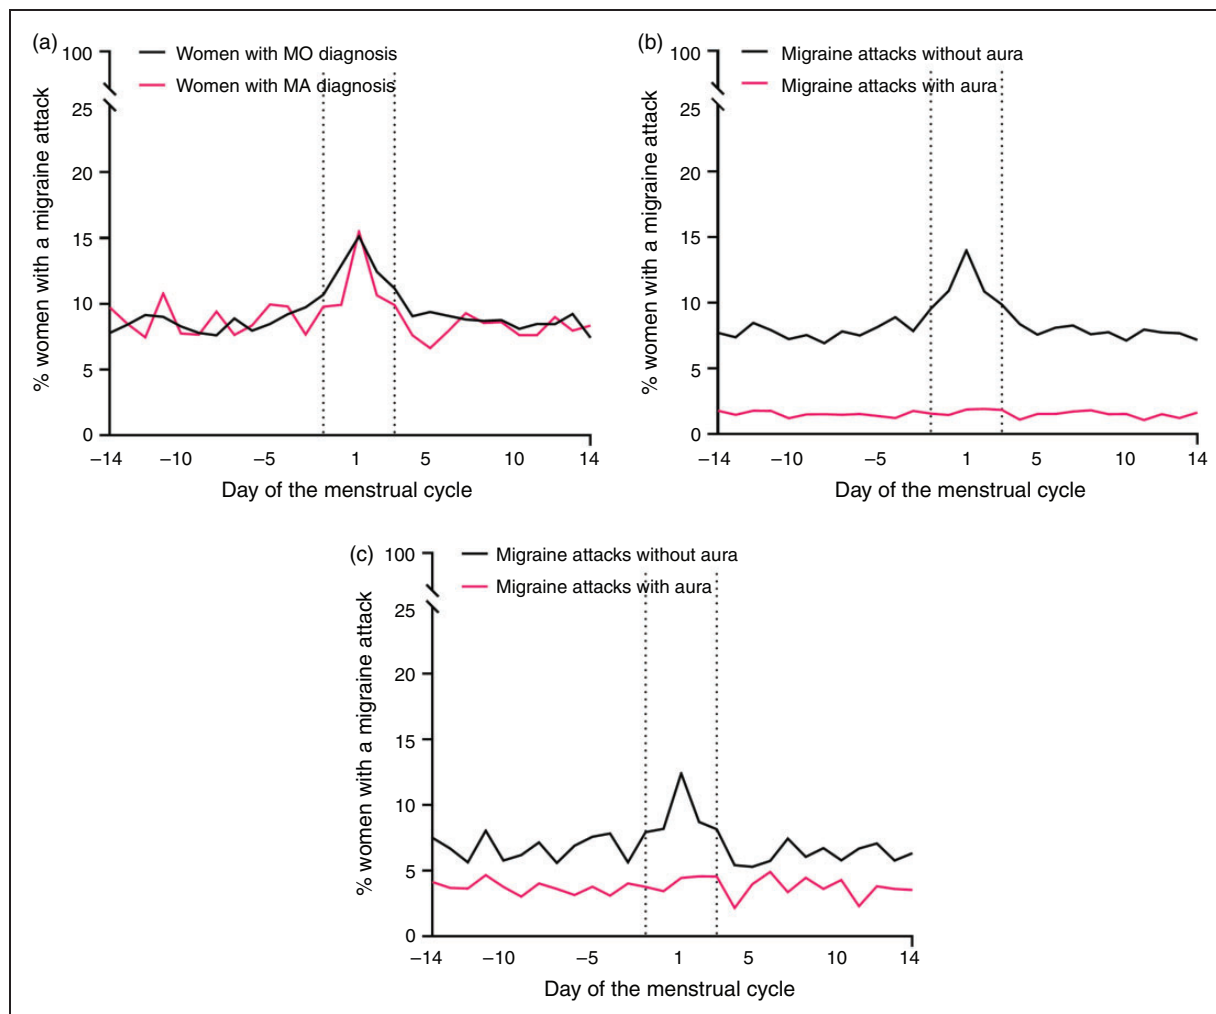 (a)
100
Women with MO diagnosis
Women with MA diagnosis
25
20
15
10
5
0
% women with a migraine attack
−14 −10 −5 1 5 10 14
Day of the menstrual cycle
(b)
100
Migraine attacks without aura
Migraine attacks with aura
25
20
15
10
5
0
% women with a migraine attack
−14 −10 −5 1 5 10 14
Day of the menstrual cycle
(c)
100
Migraine attacks without aura
Migraine attacks with aura
25
20
15
10
5
0
% women with a migraine attack
−14 −10 −5 1 5 10 14
Day of the menstrual cycle